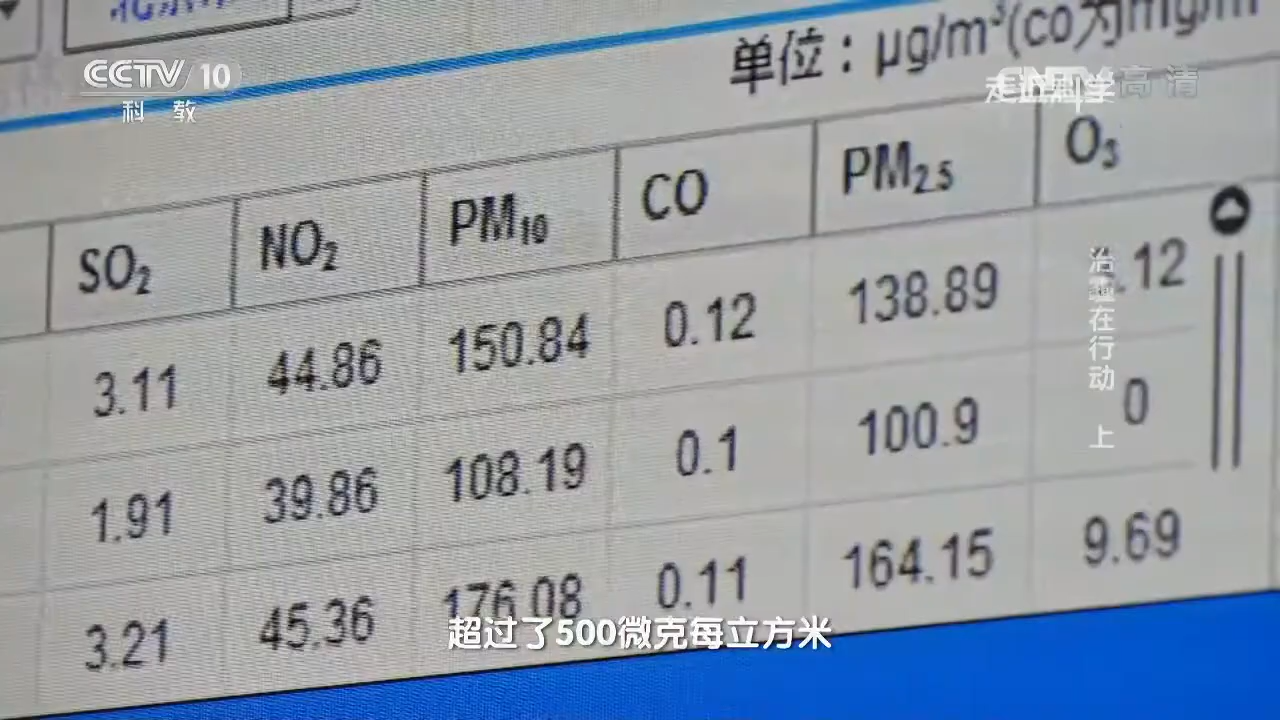 CCTV 10
科 教
单位：μg/m³(co为mg/m
走近科学
高清
SO₂ NO₂ PM₁₀ CO PM₂.₅ O₃
3.11 44.86 150.84 0.12 138.89 .12
1.91 39.86 108.19 0.1 100.9 0
3.21 45.36 176.08 0.11 164.15 9.69
治霾在行动 上
超过了500微克每立方米